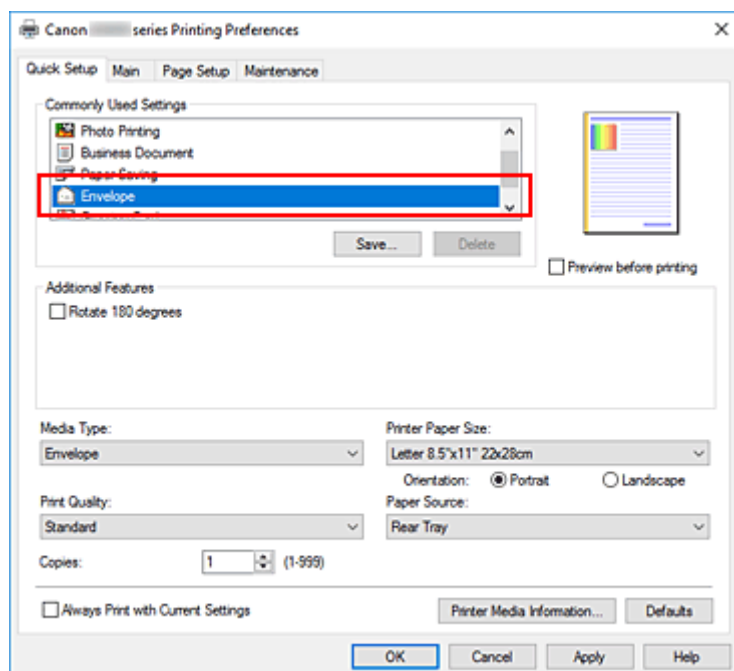 Canon series Printing Preferences
Quick Setup Main Page Setup Maintenance
Commonly Used Settings
Photo Printing
Business Document
Paper Saving
Envelope
Save... Delete
Preview before printing
Additional Features
Rotate 180 degrees
Media Type: Printer Paper Size:
Envelope Letter 8.5"x11" 22x28cm
Orientation: Portrait Landscape
Print Quality: Paper Source:
Standard Rear Tray
Copies: 1 (1-999)
Always Print with Current Settings Printer Media Information... Defaults
OK Cancel Apply Help